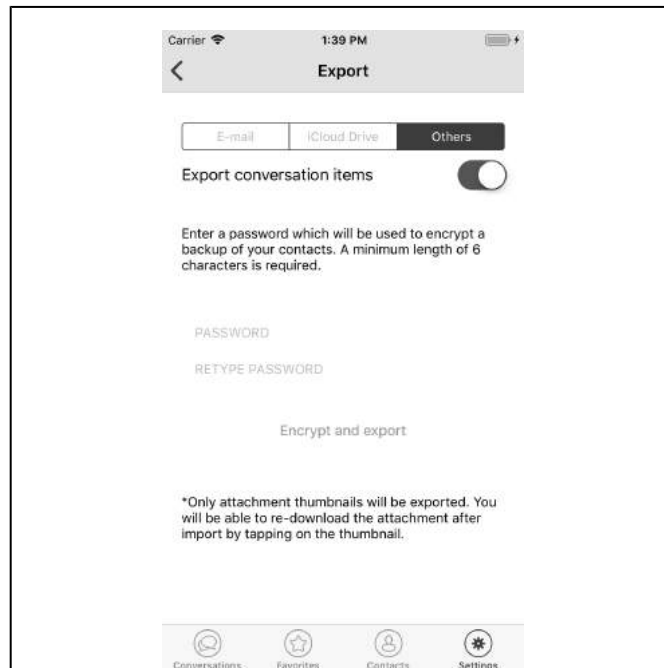 Carrier 1:39 PM
Export
E-mail iCloud Drive Others
Export conversation items
Enter a password which will be used to encrypt a
backup of your contacts. A minimum length of 6
characters is required.
PASSWORD
RETYPE PASSWORD
Encrypt and export
*Only attachment thumbnails will be exported. You
will be able to re-download the attachment after
import by tapping on the thumbnail.
Conversations Favorites Contacts Settings